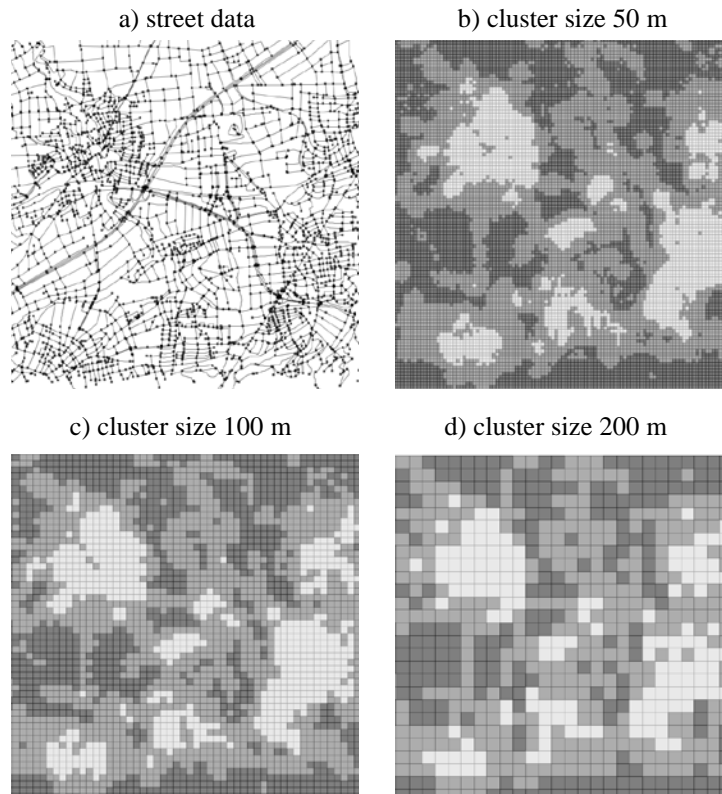 a) street data
b) cluster size 50 m
c) cluster size 100 m
d) cluster size 200 m